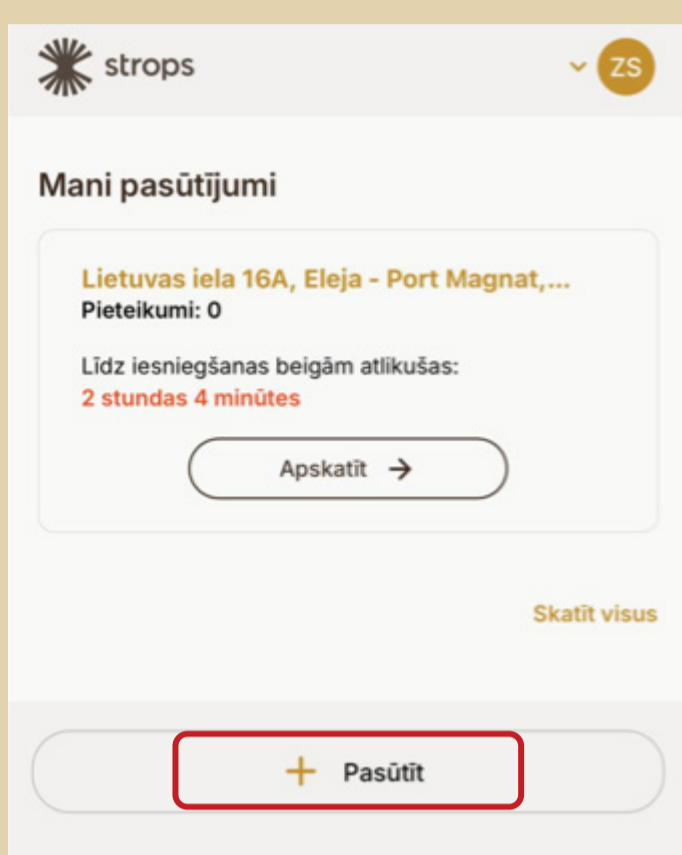 strops
ZS
Mani pasūtījumi
Lietuvas iela 16A, Eleja - Port Magnat,...
Pieteikumi: 0
Līdz iesniegšanas beigām atlikušas:
2 stundas 4 minūtes
Apskatīt →
Skatīt visus
+ Pasūtīt